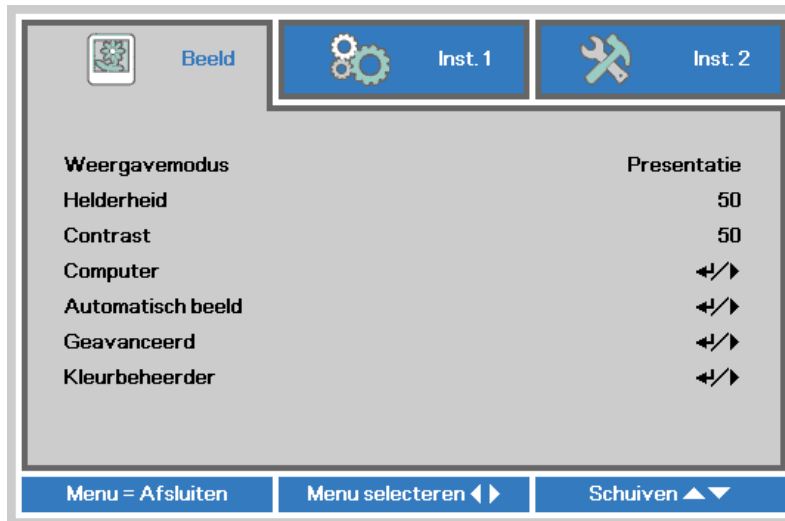 Beeld
Inst. 1
Inst. 2
Weergavemodus Presentatie
Helderheid 50
Contrast 50
Computer ↵/▶
Automatisch beeld ↵/▶
Geavanceerd ↵/▶
Kleurbeheerder ↵/▶
Menu = Afsluiten
Menu selecteren ◀▶
Schuiven ▲▼